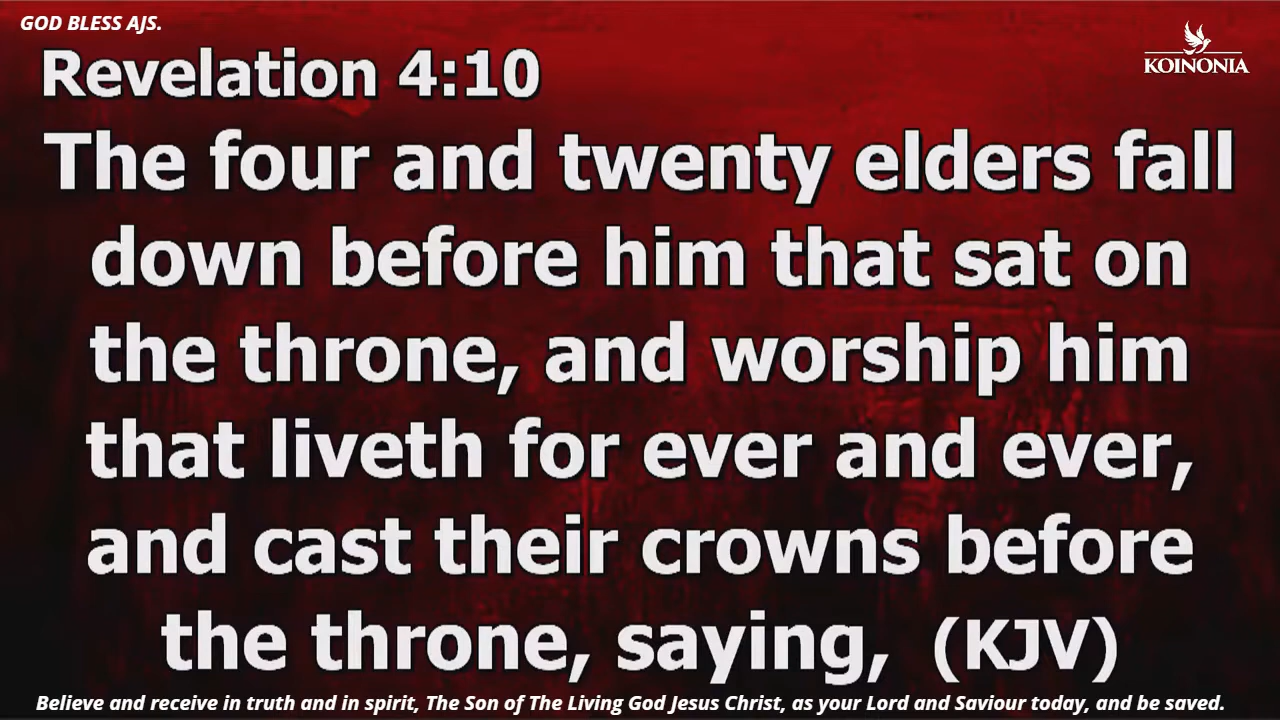 GOD BLESS AJS.
KOINONIA
Revelation 4:10
The four and twenty elders fall
down before him that sat on
the throne, and worship him
that liveth for ever and ever,
and cast their crowns before
the throne, saying, (KJV)
Believe and receive in truth and in spirit, The Son of The Living God Jesus Christ, as your Lord and Saviour today, and be saved.